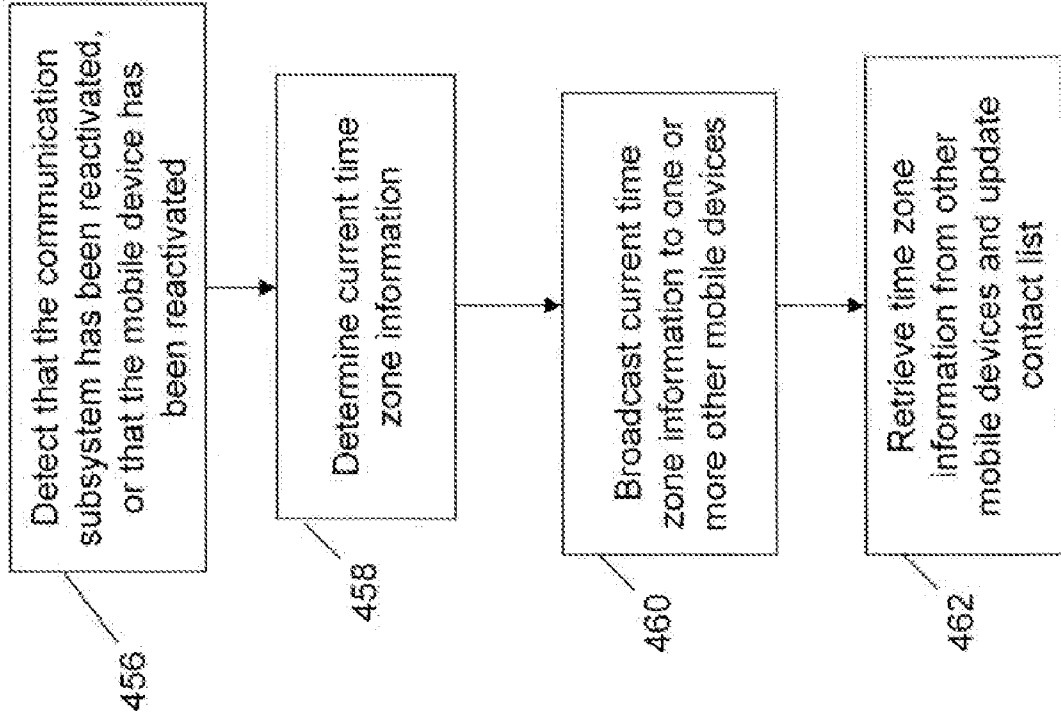 456
Detect that the communication
subsystem has been reactivated,
or that the mobile device has
been reactivated
458
Determine current time
zone information
460
Broadcast current time
zone information to one or
more other mobile devices
462
Retrieve time zone
information from other
mobile devices and update
contact list